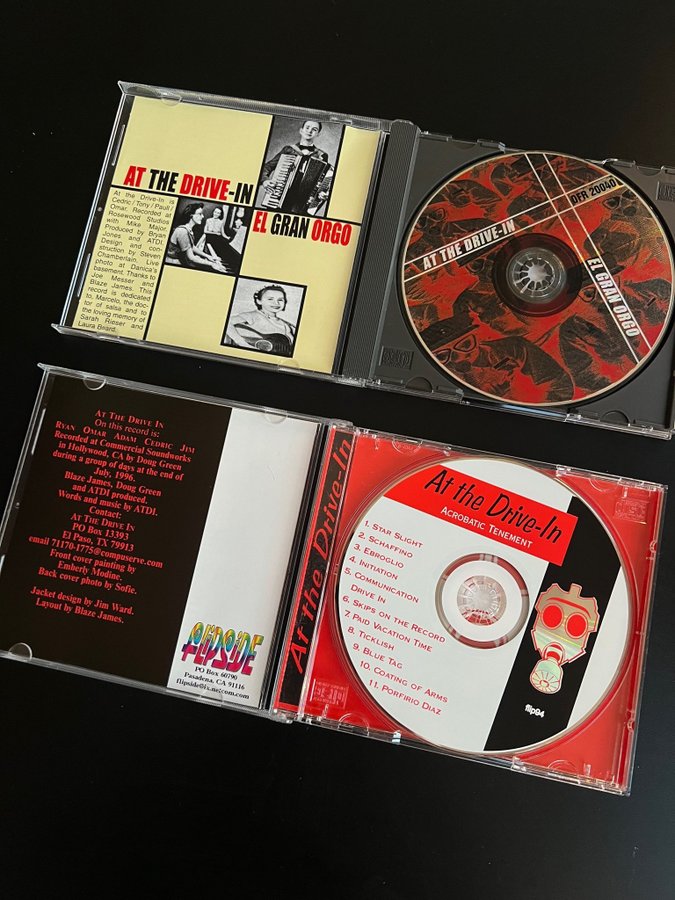 AT THE DRIVE-IN
EL GRAN ORGO
At the Drive-In is
Cedric / Tony / Paul /
Omar. Recorded at
Rosewood Studios
with Mike Major.
Produced by Bryan
Jones and ATDI.
Design and con-
struction by Steven
Chamberlain. Live
photo at Danica's
basement. Thanks to
Joe Messer and
Blaze James. This
record is dedicated
to, Marcelo, the doc-
tor of salsa and to
the loving memory of
Sarah Rieser and
Laura Beard.
AT THE DRIVE-IN
DFR 20040
EL GRAN ORGO
AT THE DRIVE IN
On this record is:
RYAN OMAR ADAM CEDRIC JIM
Recorded at Commercial Soundworks
in Hollywood, CA by Doug Green
during a group of days at the end of
July, 1996.
Blaze James, Doug Green
and ATDI produced.
Words and music by ATDI.
Contact:
AT THE DRIVE IN
PO Box 13393
El Paso, TX 79913
email 71170-1775@compuserve.com
Front cover painting by
Emberly Modine.
Back cover photo by Sofie.
Jacket design by Jim Ward.
Layout by Blaze James.
FLIPSIDE
PO Box 60790
Pasadena, CA 91116
flipside@ix.netcom.com
At the Drive-In
At the Drive-In
ACROBATIC TENEMENT
1. STAR SLIGHT
2. SCHAFFINO
3. EBROGLIO
4. INITIATION
5. COMMUNICATION
DRIVE IN
6. SKIPS ON THE RECORD
7. PAID VACATION TIME
8. TICKLISH
9. BLUE TAG
10. COATING OF ARMS
11. PORFIRIO DIAZ
flip94